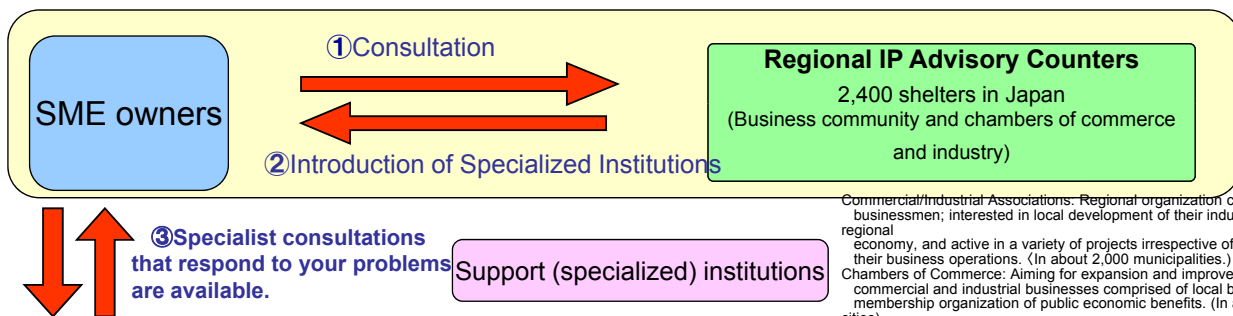 ①Consultation
SME owners
Regional IP Advisory Counters
2,400 shelters in Japan
(Business community and chambers of commerce
and industry)
②Introduction of Specialized Institutions
③Specialist consultations
that respond to your problems
are available.
Support (specialized) institutions
Commercial/Industrial Associations: Regional organization
businessmen; interested in local development of their
regional
economy, and active in a variety of projects irrespective of
their business operations. (In about 2,000 municipalities.)
Chambers of Commerce: Aiming for expansion and
commercial and industrial businesses comprised of local
membership organization of public economic benefits. (In
cities)